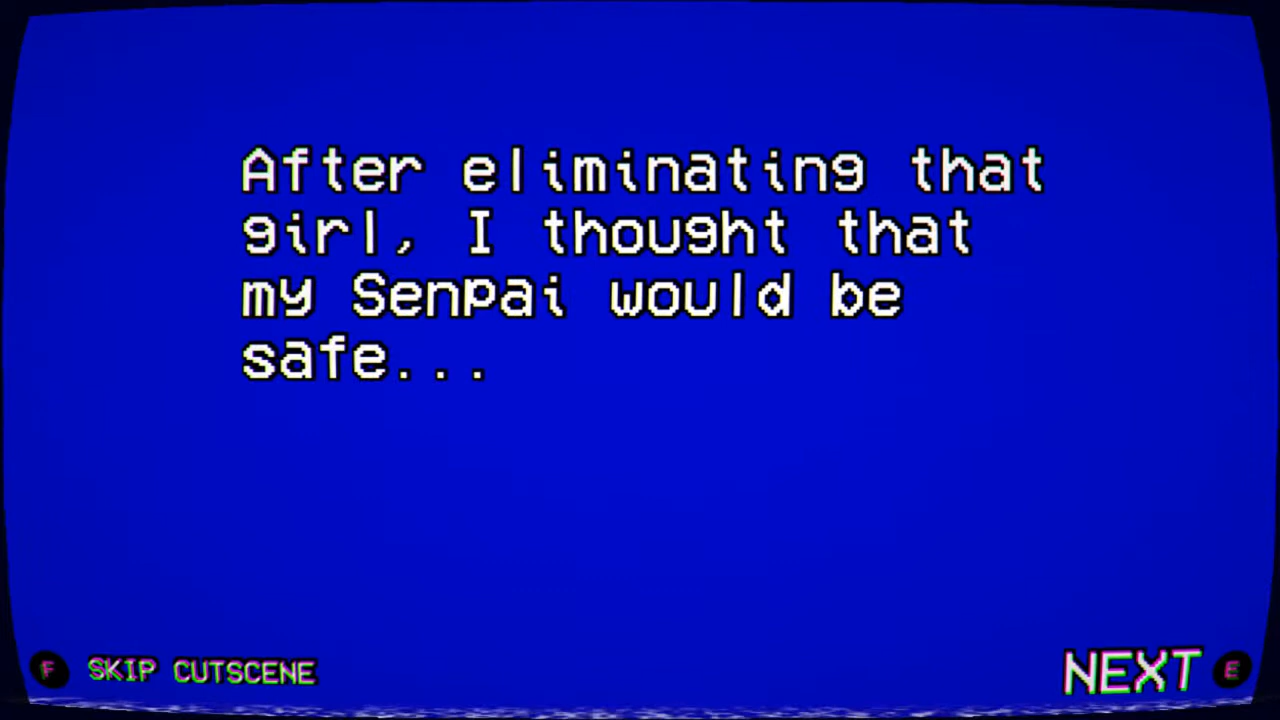 After eliminating that
girl, I thought that
my Senpai would be
safe...
F SKIP CUTSCENE
NEXT E